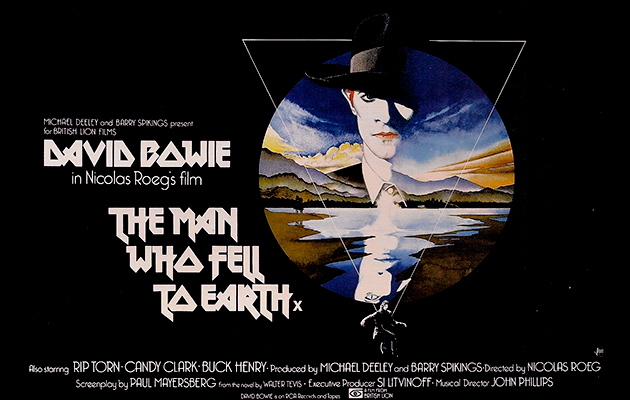 MICHAEL DEELEY and BARRY SPIKINGS present
for BRITISH LION FILMS
DAVID BOWIE
in Nicolas Roeg's film
THE MAN
WHO FELL
TO EARTH X
Also starring RIP TORN · CANDY CLARK · BUCK HENRY · Produced by MICHAEL DEELEY and BARRY SPIKINGS · Directed by NICOLAS ROEG
Screenplay by PAUL MAYERSBERG from the novel by WALTER TEVIS · Executive Producer SI LITVINOFF · Musical Director JOHN PHILLIPS
DAVID BOWIE is on RCA Records and Tapes
A FILM FROM
BRITISH LION